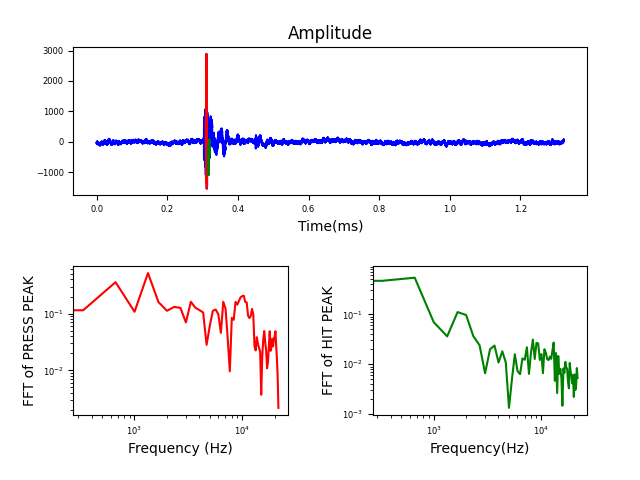 Amplitude
3000
2000
1000
0
−1000
0.0 0.2 0.4 0.6 0.8 1.0 1.2
Time(ms)
FFT of PRESS PEAK
10⁻¹
10⁻²
10³ 10⁴
Frequency (Hz)
FFT of HIT PEAK
10⁻¹
10⁻²
10⁻³
10³ 10⁴
Frequency(Hz)